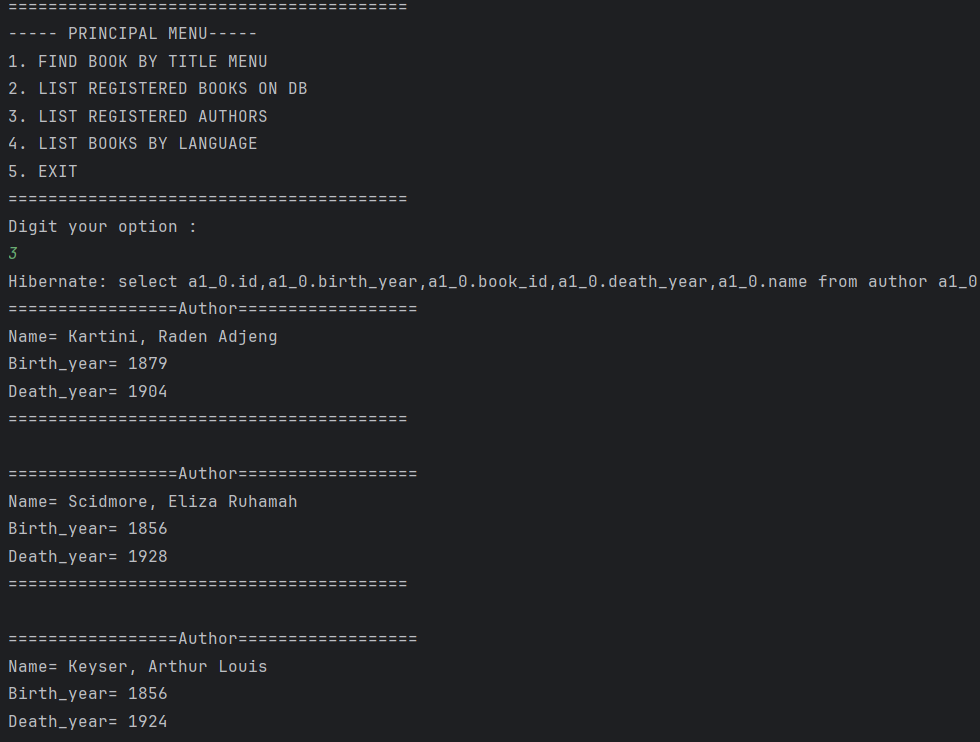 ========================================
----- PRINCIPAL MENU-----
1. FIND BOOK BY TITLE MENU
2. LIST REGISTERED BOOKS ON DB
3. LIST REGISTERED AUTHORS
4. LIST BOOKS BY LANGUAGE
5. EXIT
========================================
Digit your option :
3
Hibernate: select a1_0.id,a1_0.birth_year,a1_0.book_id,a1_0.death_year,a1_0.name from author a1_0
=================Author==================
Name= Kartini, Raden Adjeng
Birth_year= 1879
Death_year= 1904
========================================

=================Author==================
Name= Scidmore, Eliza Ruhamah
Birth_year= 1856
Death_year= 1928
========================================

=================Author==================
Name= Keyser, Arthur Louis
Birth_year= 1856
Death_year= 1924